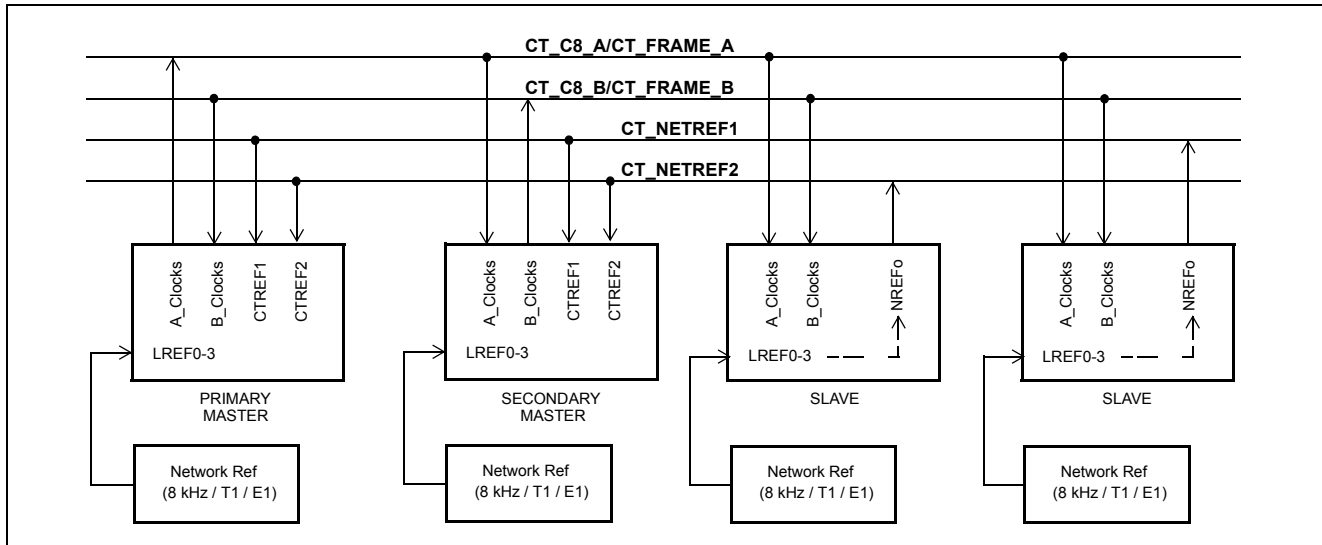 CT_C8_A/CT_FRAME_A
CT_C8_B/CT_FRAME_B
CT_NETREF1
CT_NETREF2
A_Clocks
B_Clocks
CTREF1
CTREF2
LREF0-3
PRIMARY
MASTER
Network Ref
(8 kHz / T1 / E1)
A_Clocks
B_Clocks
CTREF1
CTREF2
LREF0-3
SECONDARY
MASTER
Network Ref
(8 kHz / T1 / E1)
A_Clocks
B_Clocks
NREFo
LREF0-3
SLAVE
Network Ref
(8 kHz / T1 / E1)
A_Clocks
B_Clocks
NREFo
LREF0-3
SLAVE
Network Ref
(8 kHz / T1 / E1)